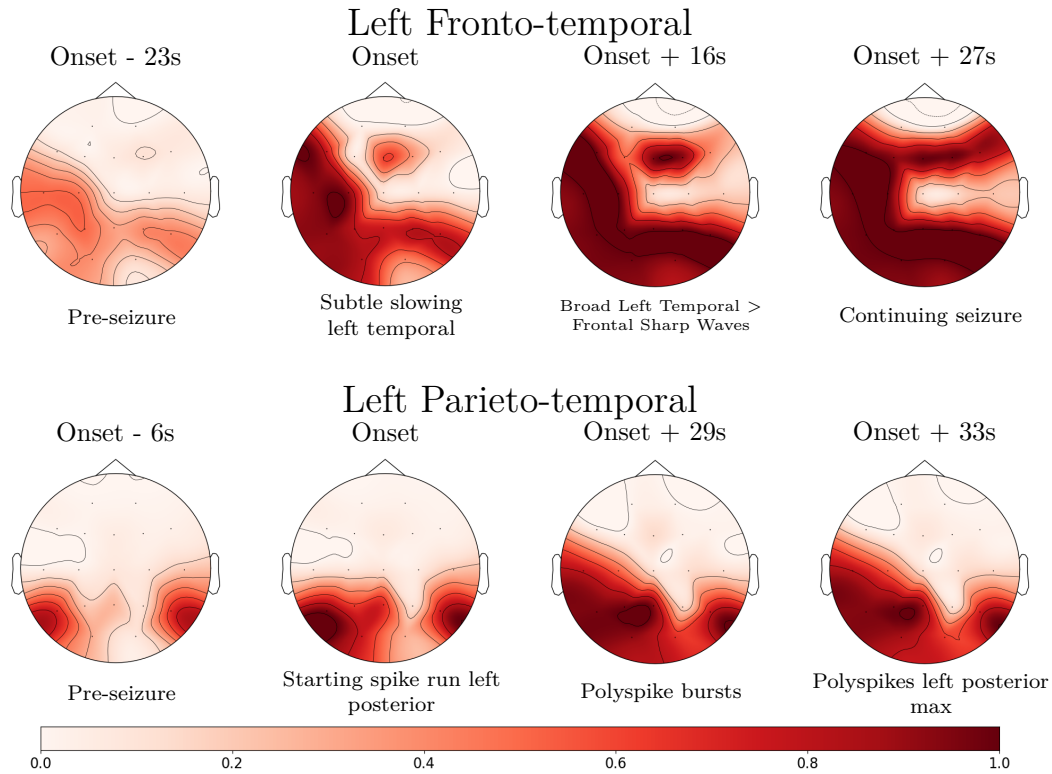 Left Fronto-temporal
Onset - 23s
Onset
Onset + 16s
Onset + 27s
Pre-seizure
Subtle slowing
left temporal
Broad Left Temporal >
Frontal Sharp Waves
Continuing seizure
Left Parieto-temporal
Onset - 6s
Onset
Onset + 29s
Onset + 33s
Pre-seizure
Starting spike run left
posterior
Polyspike bursts
Polyspikes left posterior
max
0.0
0.2
0.4
0.6
0.8
1.0